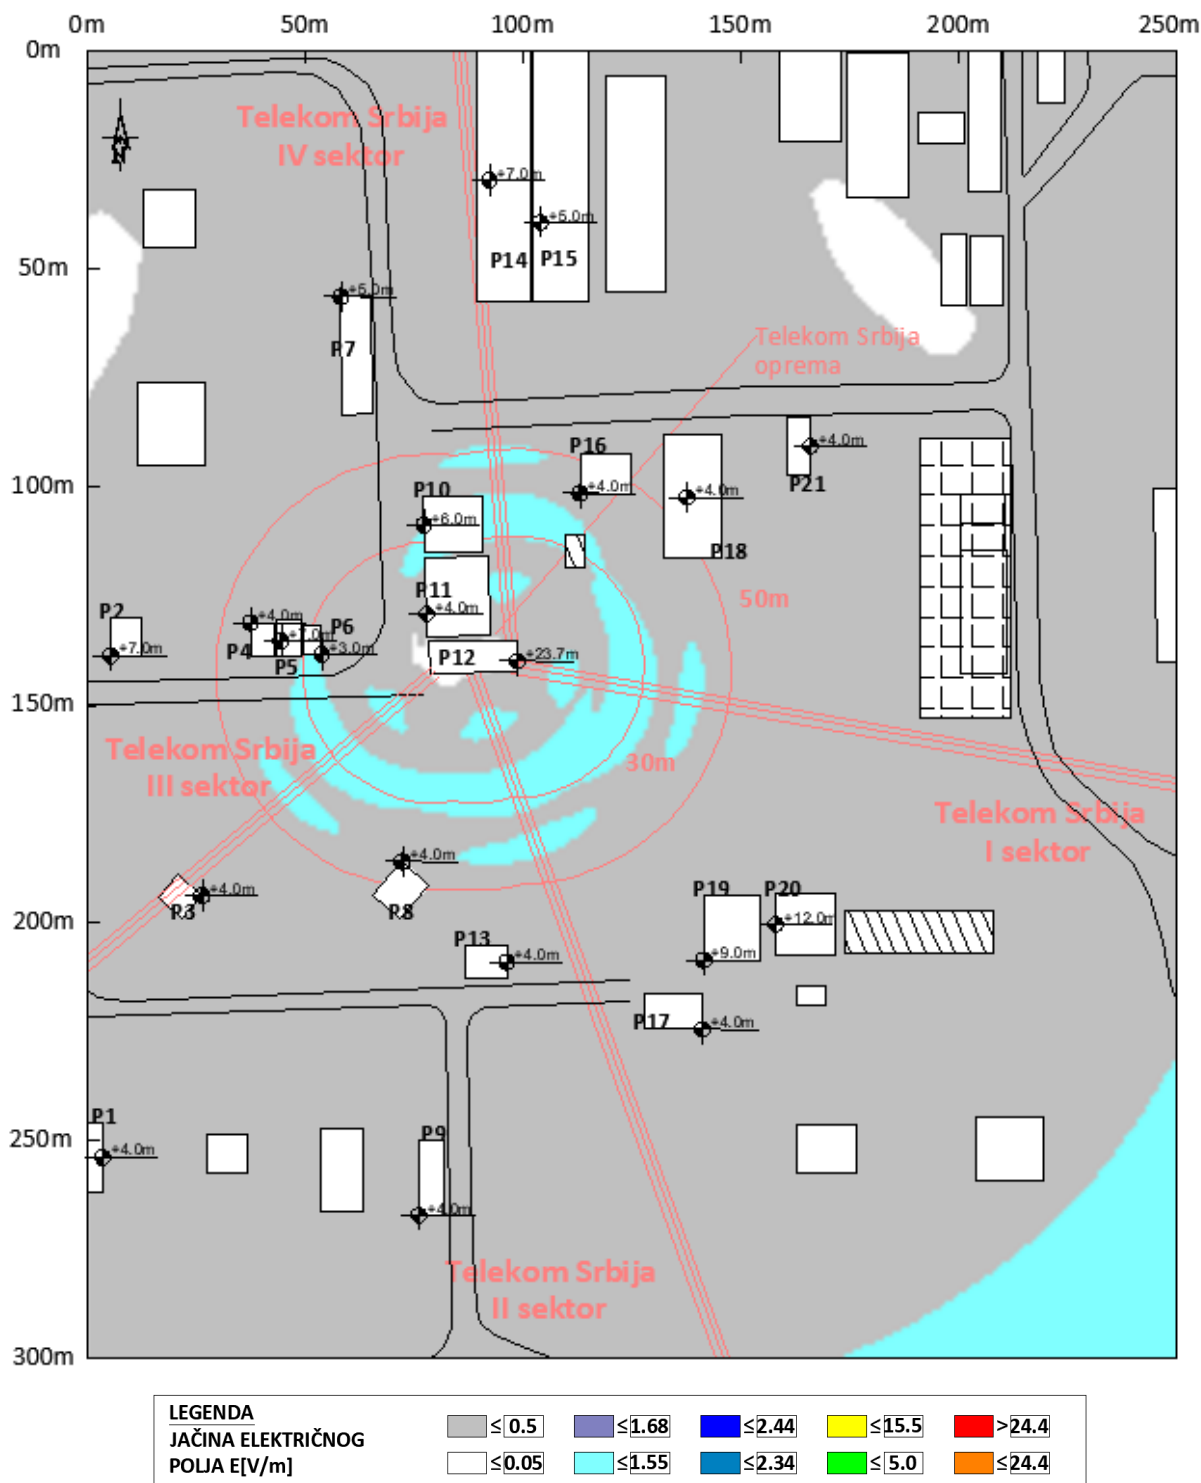 0m 50m 100m 150m 200m 250m
0m
Telekom Srbija
IV sektor
+7.0m
+5.0m
P14 P15
50m
+5.0m
P7
Telekom Srbija
oprema
P16
+4.0m
P21
100m
P10
+4.0m
+4.0m
+6.0m
P18
P11
50m
P2
+4.0m
+4.0m
P6
P4
+7.0m
+7.0m
+3.0m
P5
P12
+23.7m
150m
Telekom Srbija
III sektor
30m
Telekom Srbija
I sektor
+4.0m
P3
+4.0m
P8
P19 P20
200m
+12.0m
P13
+4.0m
+9.0m
P17
+4.0m
P1
250m
+4.0m
P9
+4.0m
Telekom Srbija
II sektor
300m
LEGENDA
JAČINA ELEKTRIČNOG
POLJA E[V/m]
≤ 0.5 ≤1.68 ≤2.44 ≤15.5 >24.4
≤0.05 ≤1.55 ≤2.34 ≤ 5.0 ≤24.4